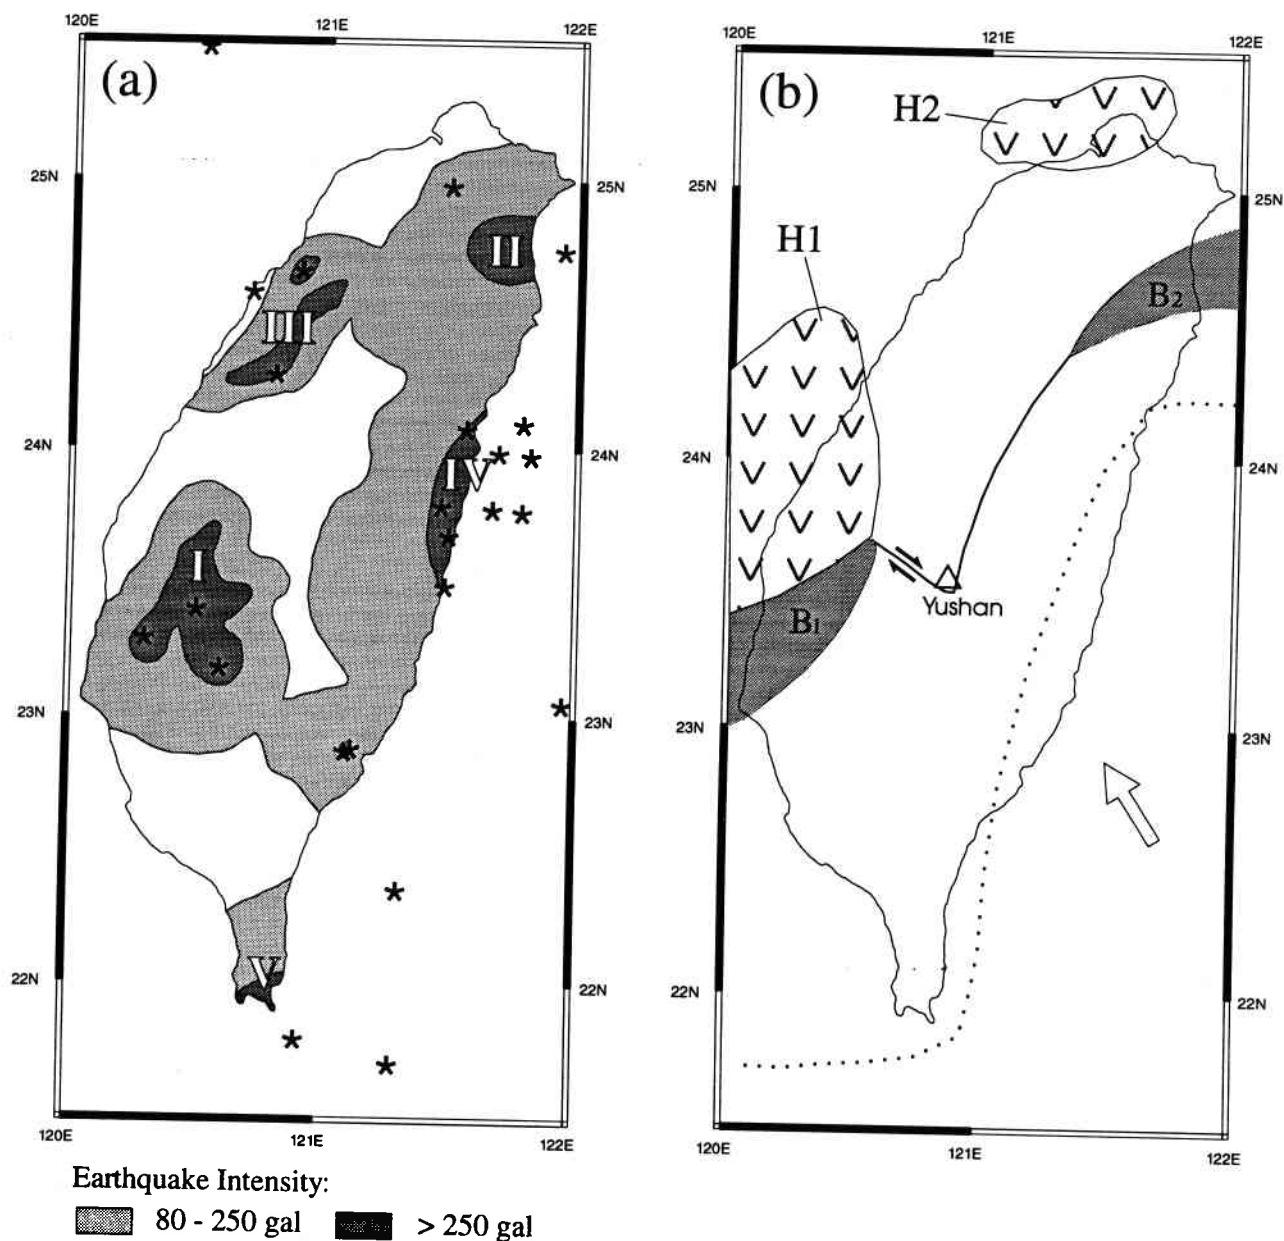 120E 121E 122E
(a)
25N 25N
II
III
24N 24N
IV
I
23N 23N
22N 22N
V
120E 121E 122E
Earthquake Intensity:
80 - 250 gal > 250 gal
120E 121E 122E
(b)
H2
25N 25N
H1
B2
24N 24N
Yushan
B1
23N 23N
22N 22N
120E 121E 122E